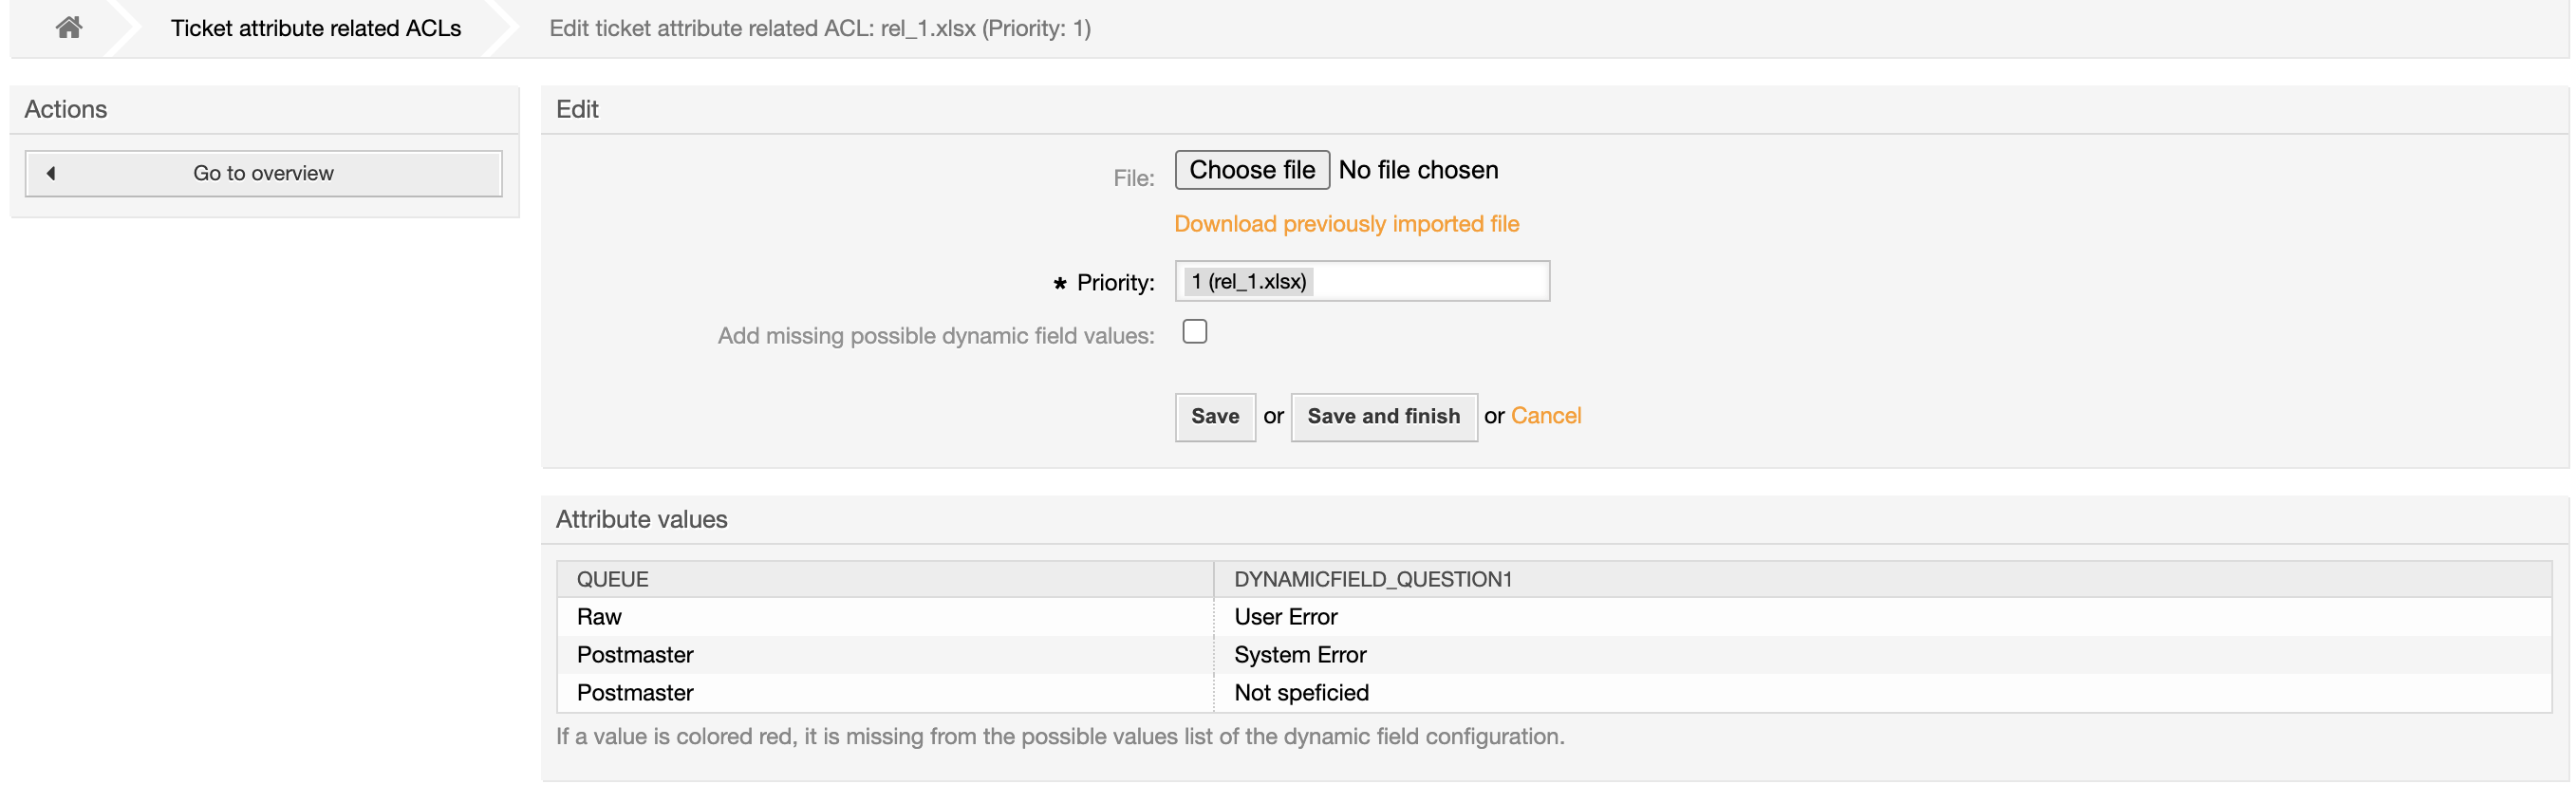 Ticket attribute related ACLs
Edit ticket attribute related ACL: rel_1.xlsx (Priority: 1)
Actions
Go to overview
Edit
File: Choose file No file chosen
Download previously imported file
* Priority: 1 (rel_1.xlsx)
Add missing possible dynamic field values:
Save or Save and finish or Cancel
Attribute values
QUEUE DYNAMICFIELD_QUESTION1
Raw User Error
Postmaster System Error
Postmaster Not speficied
If a value is colored red, it is missing from the possible values list of the dynamic field configuration.